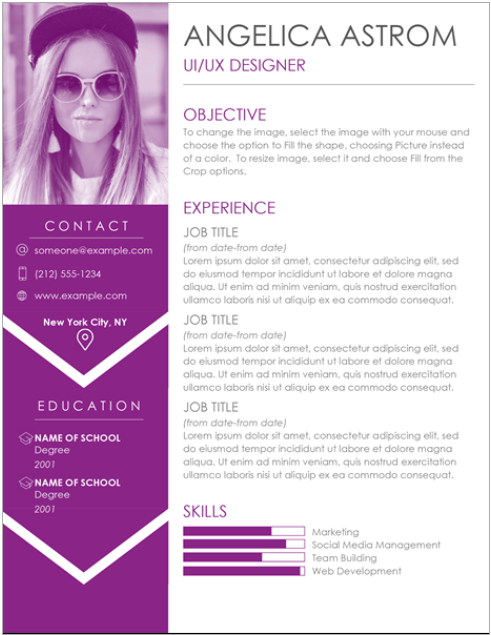 ANGELICA ASTROM
UI/UX DESIGNER
OBJECTIVE
To change the image, select the image with your mouse and
choose the option to Fill the shape, choosing Picture instead
of a color. To resize image, select it and choose Fill from the
Crop options.
EXPERIENCE
JOB TITLE
(from date-from date)
Lorem ipsum dolor sit amet, consectetur adipiscing elit, sed
do eiusmod tempor incididunt ut labore et dolore magna
aliqua. Ut enim ad minim veniam, quis nostrud exercitation
ullamco laboris nisi ut aliquip ex ea commodo consequat.
JOB TITLE
(from date-from date)
Lorem ipsum dolor sit amet, consectetur adipiscing elit, sed
do eiusmod tempor incididunt ut labore et dolore magna
aliqua. Ut enim ad minim veniam, quis nostrud exercitation
ullamco laboris nisi ut aliquip ex ea commodo consequat.
JOB TITLE
(from date-from date)
Lorem ipsum dolor sit amet, consectetur adipiscing elit, sed
do eiusmod tempor incididunt ut labore et dolore magna
aliqua. Ut enim ad minim veniam, quis nostrud exercitation
ullamco laboris nisi ut aliquip ex ea commodo consequat.
SKILLS
Marketing
Social Media Management
Team Building
Web Development
CONTACT
@ someone@example.com
(212) 555-1234
www.example.com
New York City, NY
EDUCATION
NAME OF SCHOOL
Degree
2001
NAME OF SCHOOL
Degree
2001